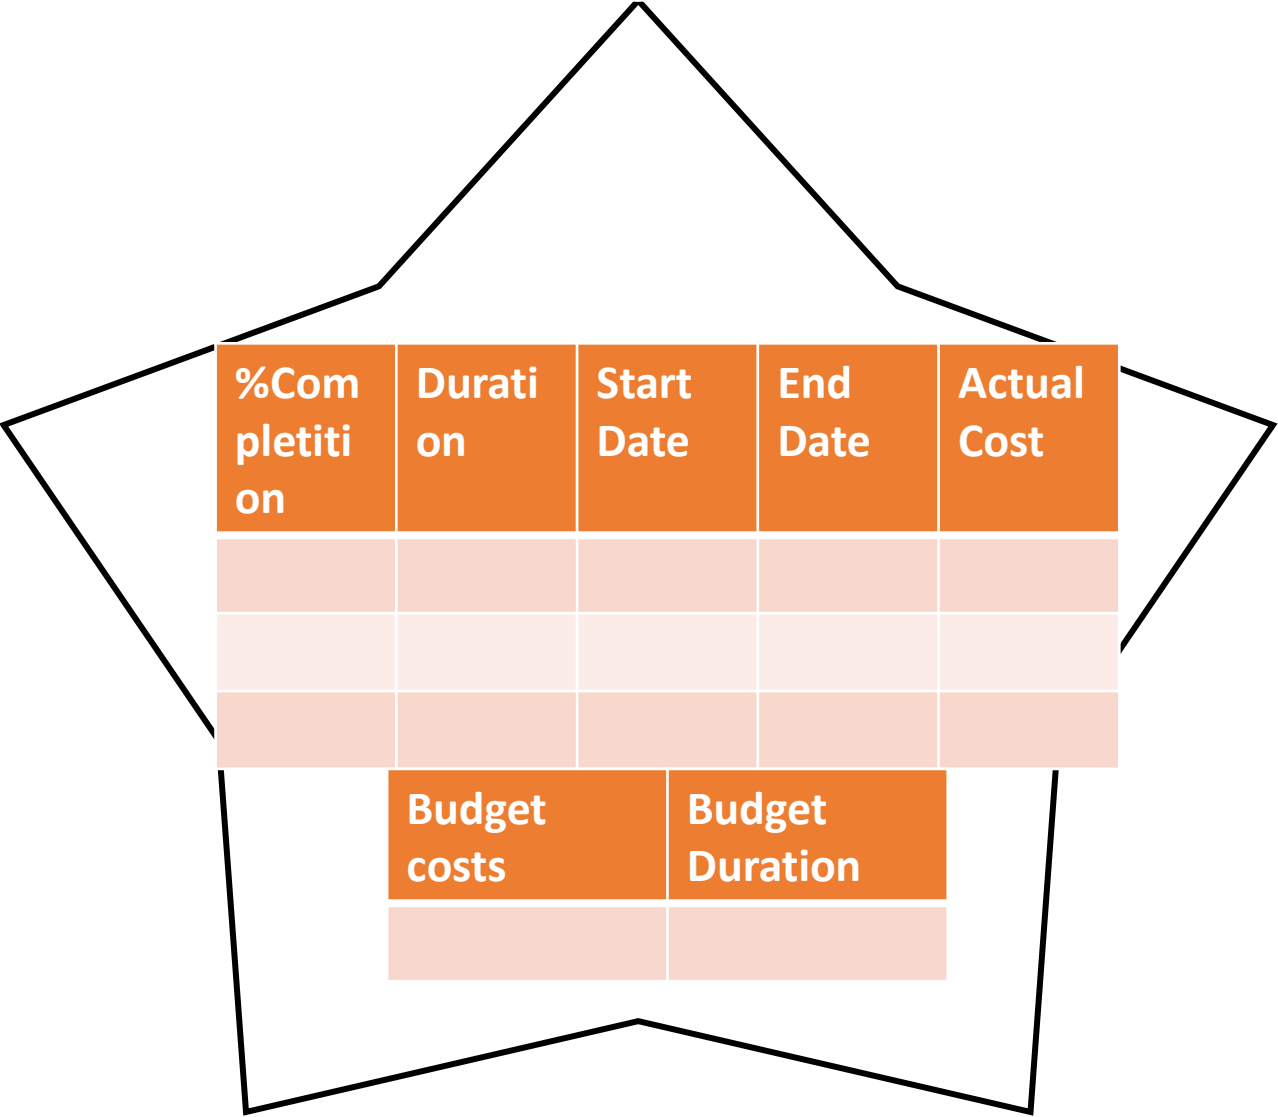 %Com Durati Start End Actual
pletiti on Date Date Cost
on
Budget Budget
costs Duration